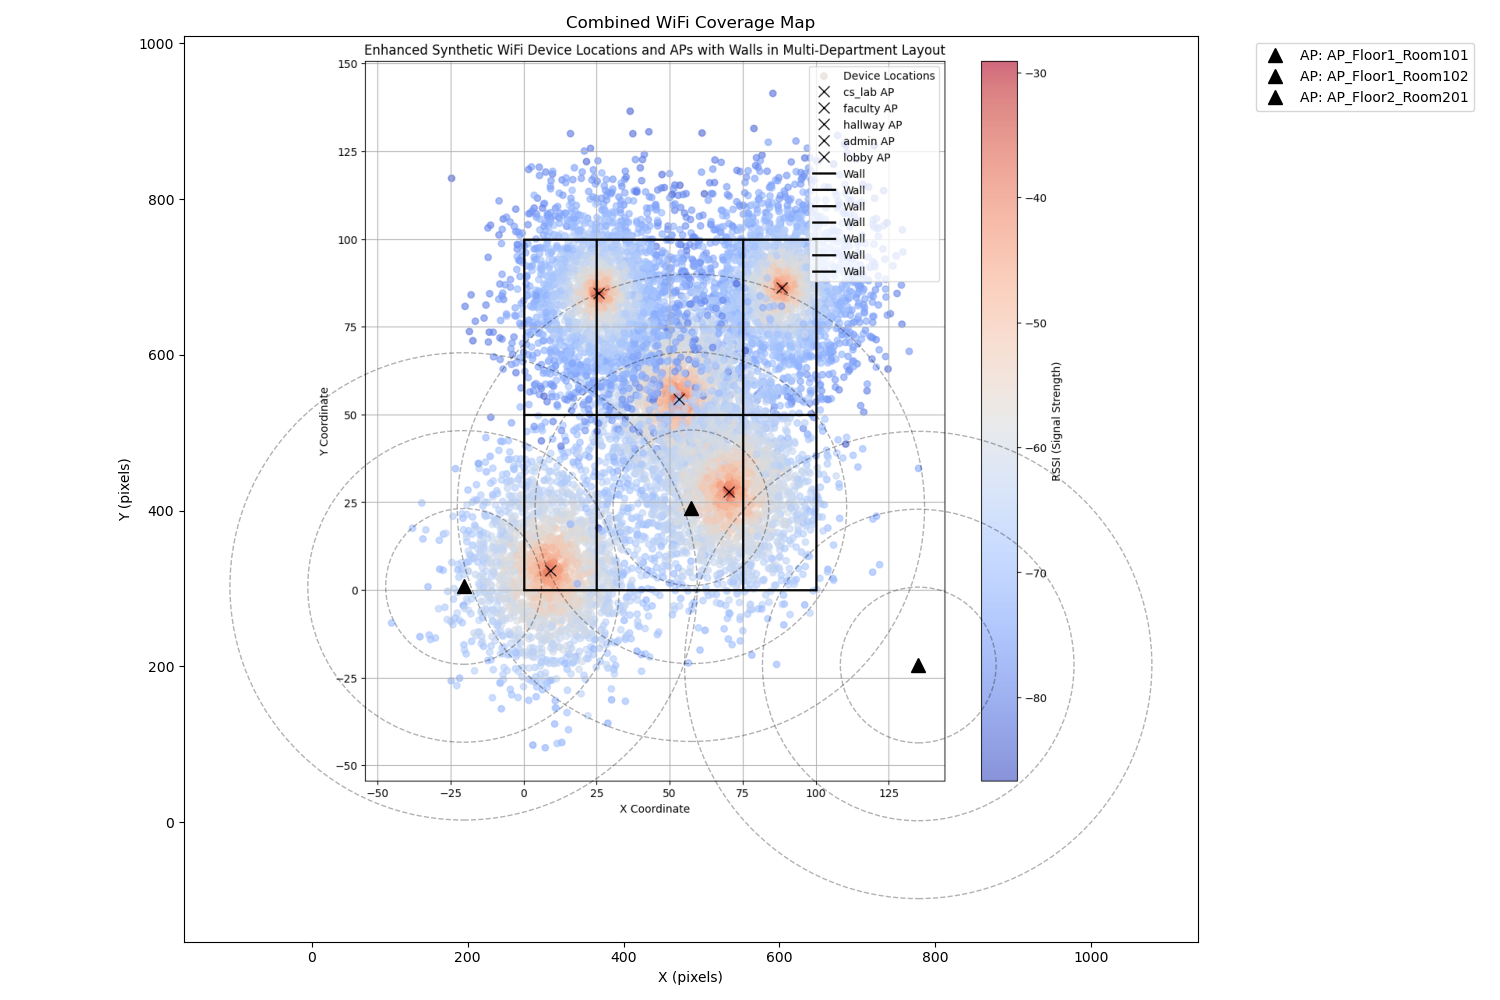 Combined WiFi Coverage Map
Enhanced Synthetic WiFi Device Locations and APs with Walls in Multi-Department Layout
1000
800
600
400
200
0
Y (pixels)
0
200
400
600
800
1000
X (pixels)
150
125
100
75
50
25
0
−25
−50
Y Coordinate
−50
−25
0
25
50
75
100
125
X Coordinate
Device Locations
cs_lab AP
faculty AP
hallway AP
admin AP
lobby AP
Wall
Wall
Wall
Wall
Wall
Wall
Wall
−30
−40
−50
−60
−70
−80
RSSI (Signal Strength)
AP: AP_Floor1_Room101
AP: AP_Floor1_Room102
AP: AP_Floor2_Room201